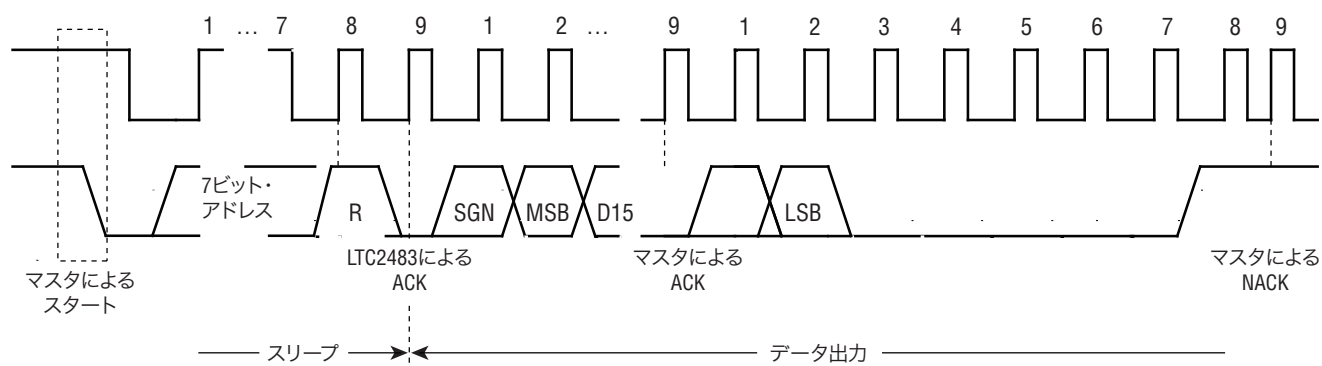 1 … 7 8 9 1 2 … 9 1 2 3 4 5 6 7 8 9
7ビット・
アドレス
R
SGN
MSB
D15
LSB
マスタによる
スタート
LTC2483による
ACK
マスタによる
ACK
マスタによる
NACK
スリープ
データ出力